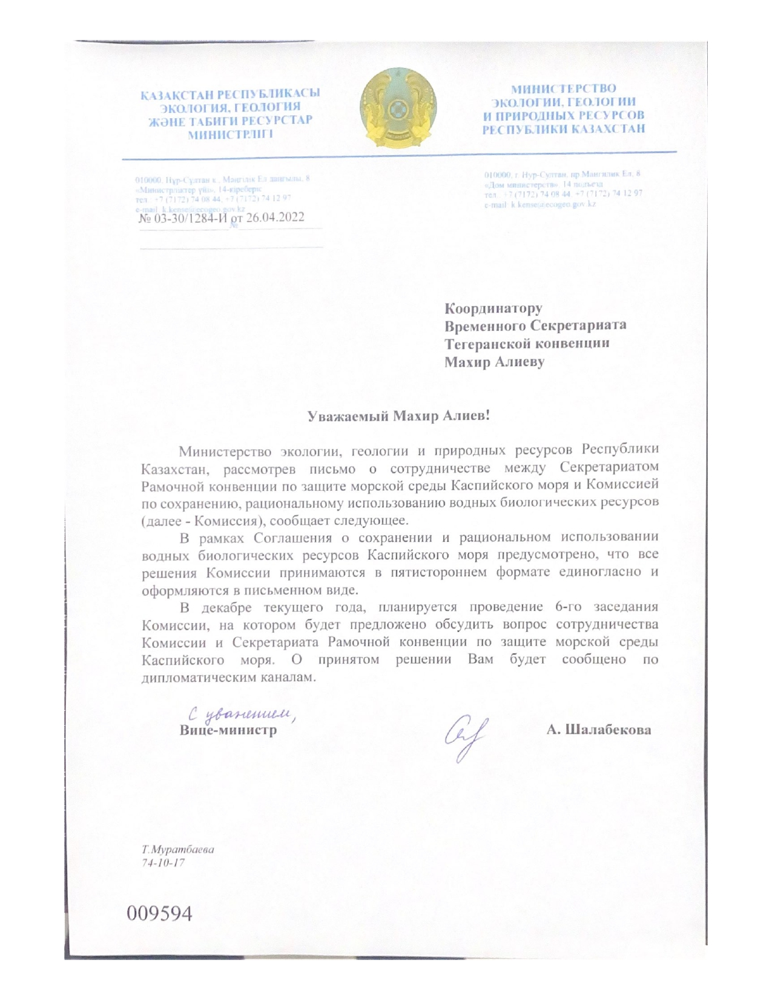 ҚАЗАҚСТАН РЕСПУБЛИКАСЫ
ЭКОЛОГИЯ, ГЕОЛОГИЯ
ЖӘНЕ ТАБИҒИ РЕСУРСТАР
МИНИСТРЛІГІ
МИНИСТЕРСТВО
ЭКОЛОГИИ, ГЕОЛОГИИ
И ПРИРОДНЫХ РЕСУРСОВ
РЕСПУБЛИКИ КАЗАХСТАН
010000, Нұр-Сұлтан қ., Мәңгілік Ел даңғылы, 8
«Министрліктер үйі», 14-кіреберіс
тел.: +7 (7172) 74 08 44, +7 (7172) 74 12 97
e-mail: k.kense@ecogeo.gov.kz
№ 03-30/1284-И от 26.04.2022
№
010000, г. Нур-Султан, пр.Мангилик Ел, 8
«Дом министерств», 14 подъезд
тел.: +7 (7172) 74 08 44, +7 (7172) 74 12 97
e-mail: k.kense@ecogeo.gov.kz
Координатору
Временного Секретариата
Тегеранской конвенции
Махир Алиеву
Уважаемый Махир Алиев!
Министерство экологии, геологии и природных ресурсов Республики
Казахстан, рассмотрев письмо о сотрудничестве между Секретариатом
Рамочной конвенции по защите морской среды Каспийского моря и Комиссией
по сохранению, рациональному использованию водных биологических ресурсов
(далее - Комиссия), сообщает следующее.
В рамках Соглашения о сохранении и рациональном использовании
водных биологических ресурсов Каспийского моря предусмотрено, что все
решения Комиссии принимаются в пятистороннем формате единогласно и
оформляются в письменном виде.
В декабре текущего года, планируется проведение 6-го заседания
Комиссии, на котором будет предложено обсудить вопрос сотрудничества
Комиссии и Секретариата Рамочной конвенции по защите морской среды
Каспийского моря. О принятом решении Вам будет сообщено по
дипломатическим каналам.
С уважением,
Вице-министр
А. Шалабекова
Т.Муратбаева
74-10-17
009594